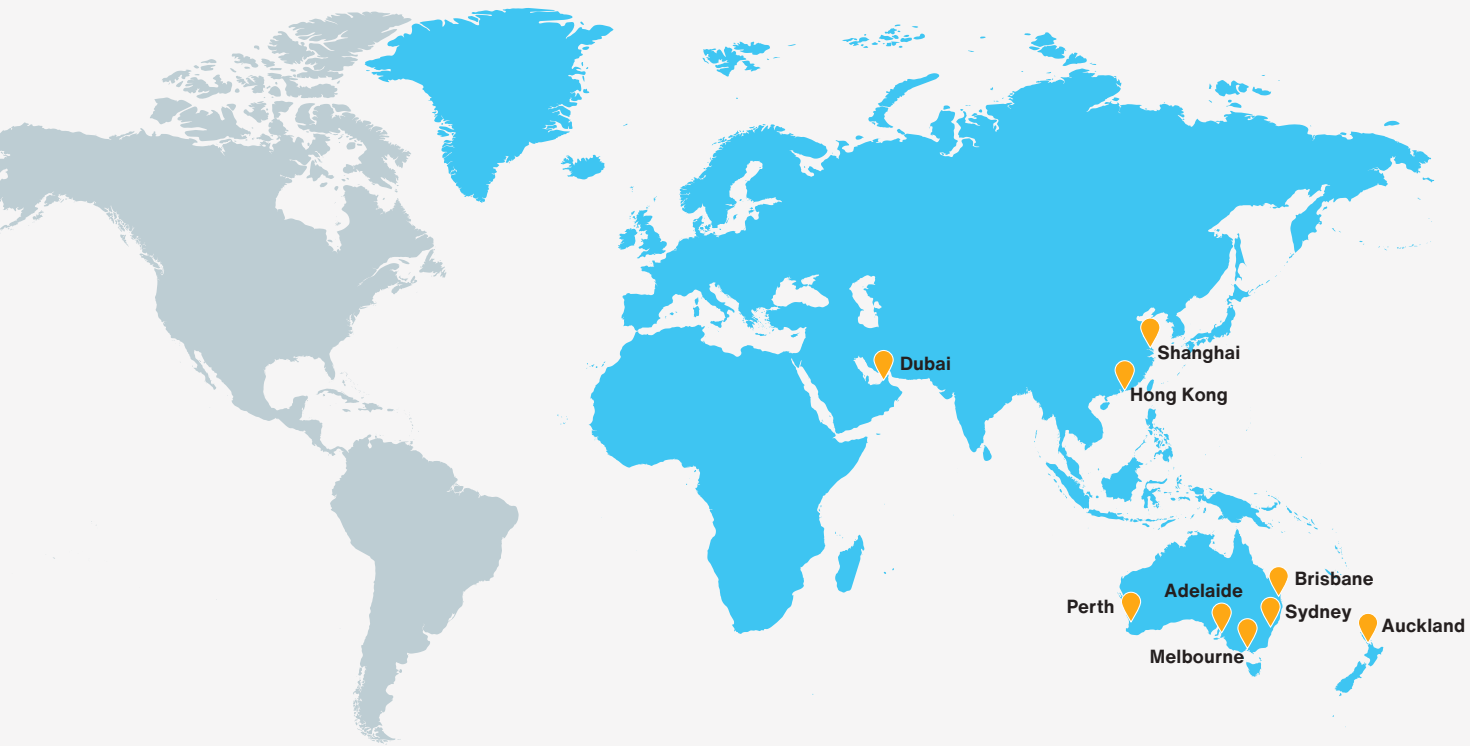 Shanghai
Dubai
Hong Kong
Brisbane
Adelaide
Perth
Sydney
Auckland
Melbourne